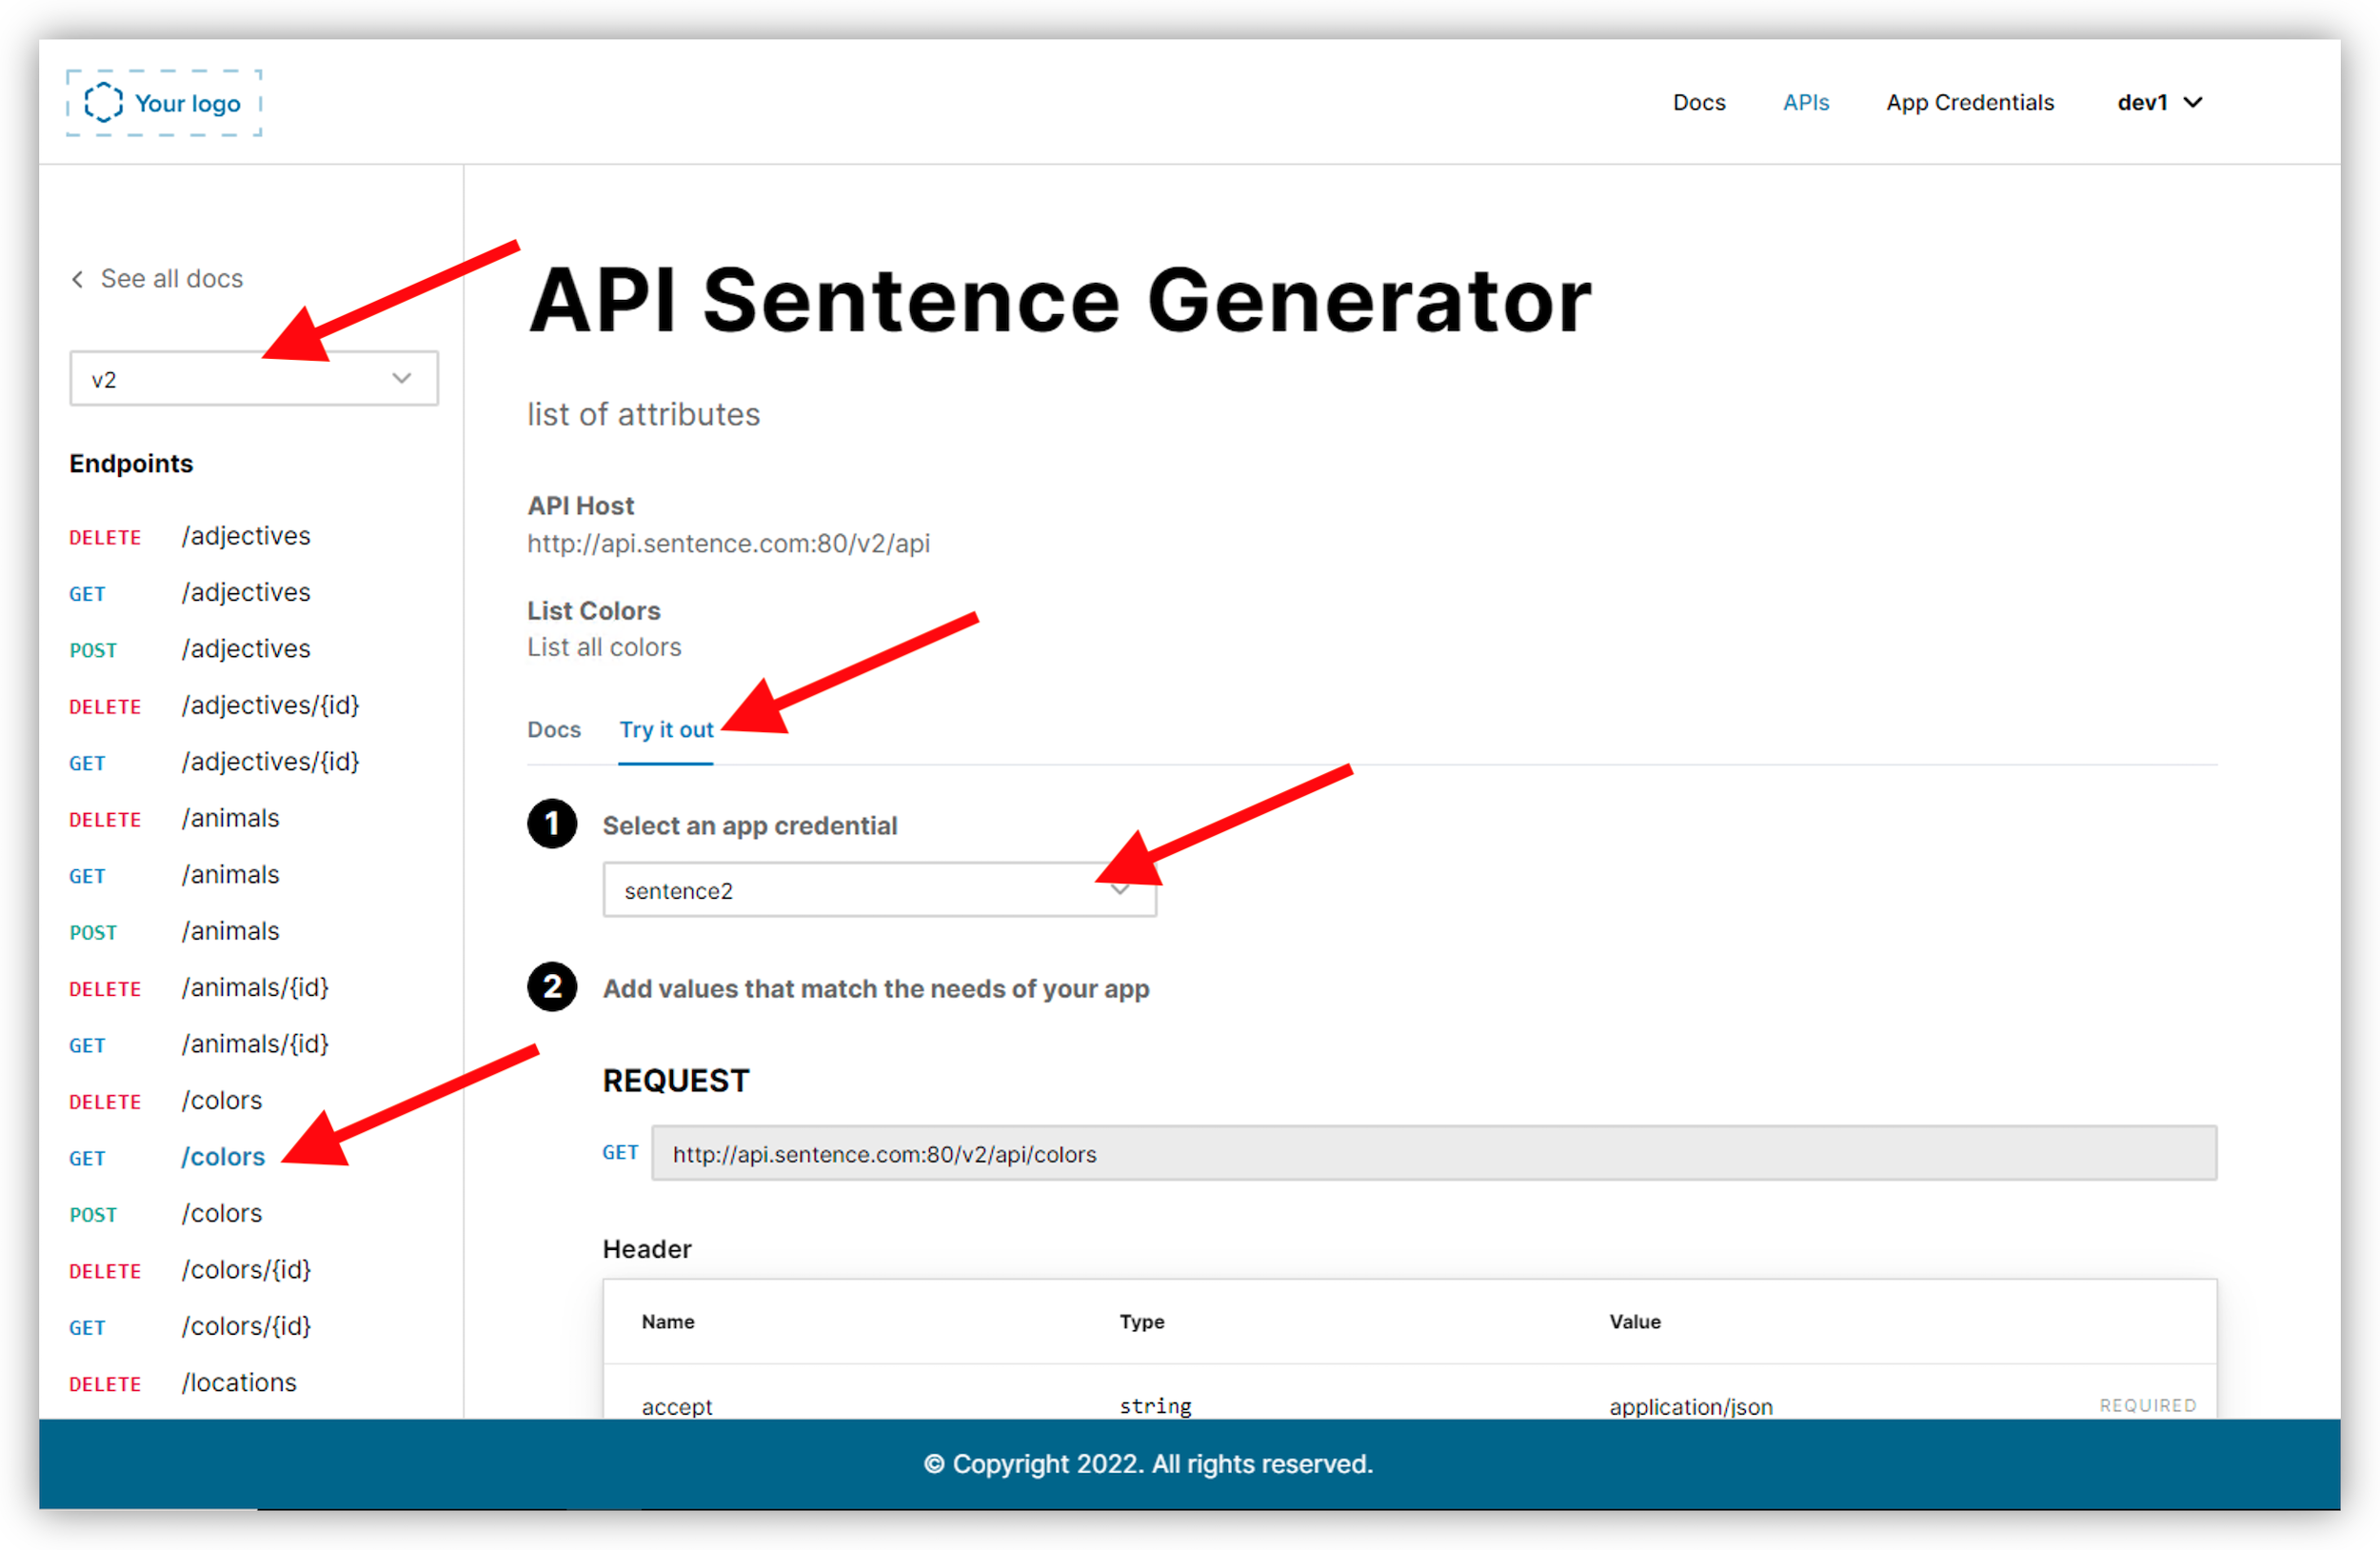 Your logo
Docs APIs App Credentials dev1
See all docs
v2
Endpoints
DELETE /adjectives
GET /adjectives
POST /adjectives
DELETE /adjectives/{id}
GET /adjectives/{id}
DELETE /animals
GET /animals
POST /animals
DELETE /animals/{id}
GET /animals/{id}
DELETE /colors
GET /colors
POST /colors
DELETE /colors/{id}
GET /colors/{id}
DELETE /locations
API Sentence Generator
list of attributes
API Host
http://api.sentence.com:80/v2/api
List Colors
List all colors
Docs Try it out
1 Select an app credential
sentence2
2 Add values that match the needs of your app
REQUEST
GET http://api.sentence.com:80/v2/api/colors
Header
Name Type Value
accept string application/json REQUIRED
© Copyright 2022. All rights reserved.